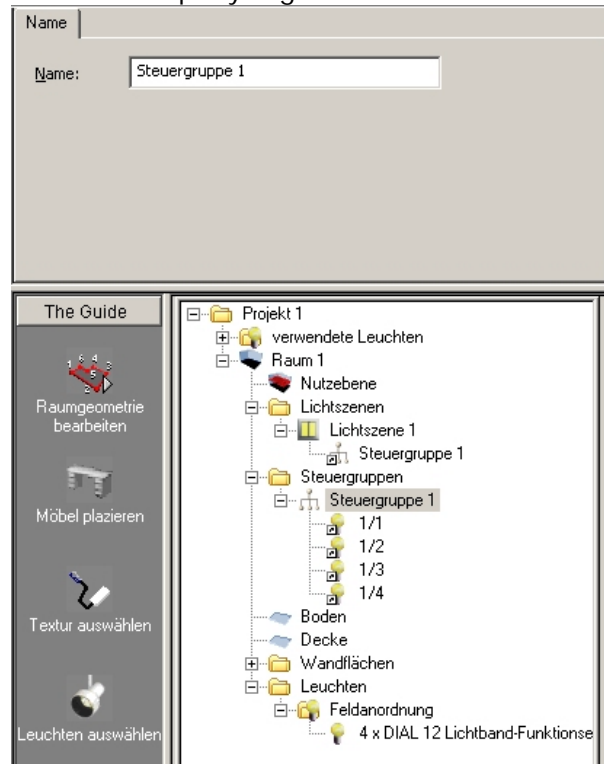 Name
Name:
Steuergruppe 1
The Guide
Raumgeometrie
bearbeiten
Möbel plazieren
Textur auswählen
Leuchten auswählen
Projekt 1
verwendete Leuchten
Raum 1
Nutzebene
Lichtszenen
Lichtszene 1
Steuergruppe 1
Steuergruppen
Steuergruppe 1
1/1
1/2
1/3
1/4
Boden
Decke
Wandflächen
Leuchten
Feldanordnung
4 x DIAL 12 Lichtband-Funktionse